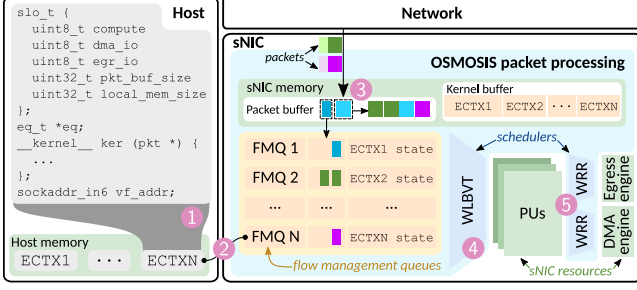 Host
slo_t {
uint8_t compute
uint8_t dma_io
uint8_t egr_io
uint32_t pkt_buf_size
uint32_t local_mem_size
};
eq_t *eq;
__kernel__ ker (pkt *) {
...
};
sockaddr_in6 vf_addr;
1
Host memory
ECTX1 ... ECTXN
2
Network
sNIC
packets
OSMOSIS packet processing
3
sNIC memory
Packet buffer
Kernel buffer
ECTX1 ECTX2 ... ECTXN
FMQ 1 ECTX1 state
FMQ 2 ECTX2 state
... ... ...
FMQ N ECTXN state
flow management queues
schedulers
WLBVT
4
PUs
5
WRR
WRR
Egress engine
DMA engine
sNIC resources